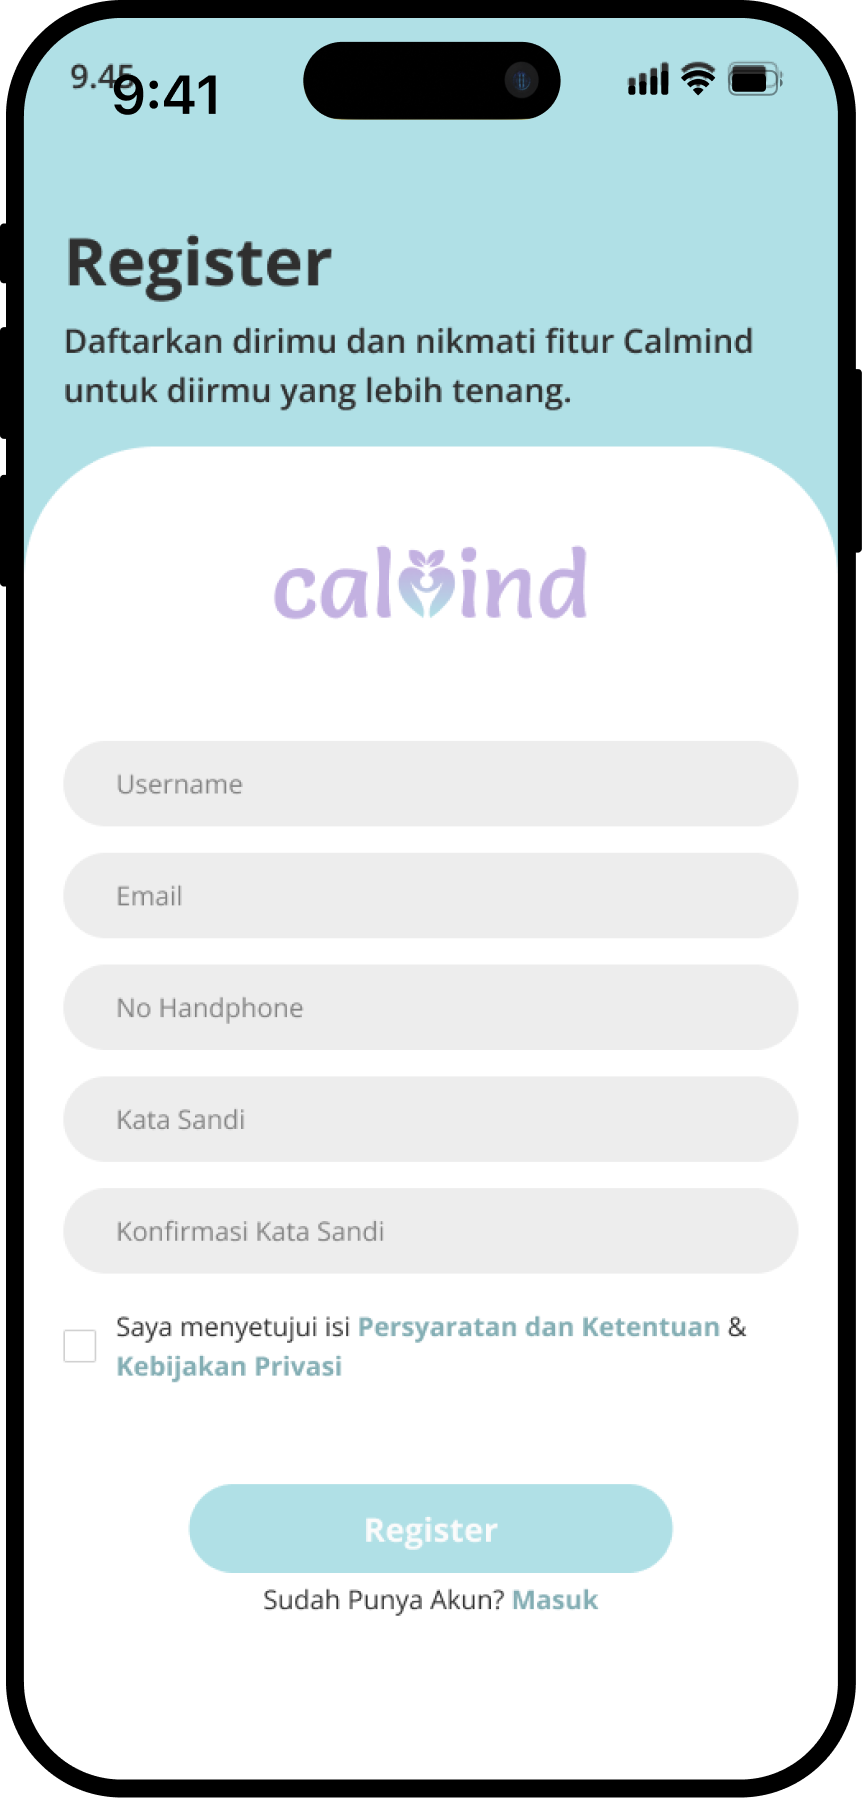 9.45
9:41
Register
Daftarkan dirimu dan nikmati fitur Calmind
untuk diirmu yang lebih tenang.
calmind
Username
Email
No Handphone
Kata Sandi
Konfirmasi Kata Sandi
Saya menyetujui isi Persyaratan dan Ketentuan &
Kebijakan Privasi
Register
Sudah Punya Akun? Masuk